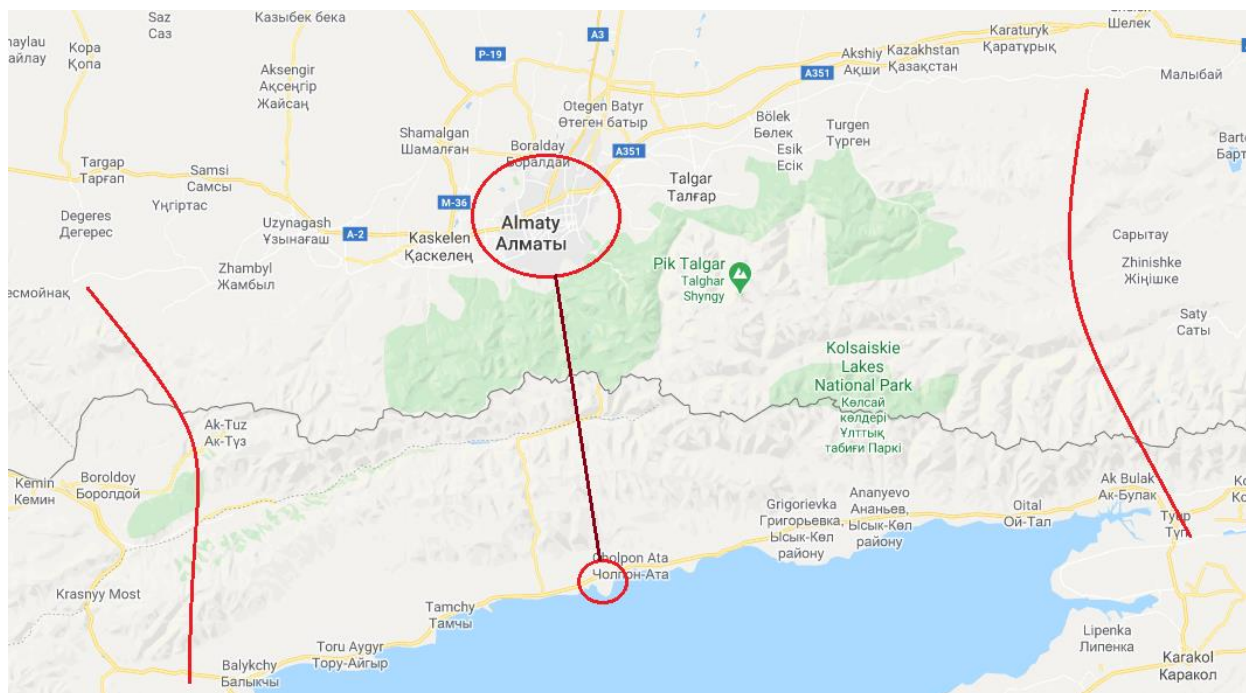 Saz
Саз
Казыбек бека
A3
Karaturyk
Қаратұрық
Шелек
Kopa
Қопа
P-19
Akshiy
Ақши
Kazakhstan
Қазақстан
A351
Малыбай
Aksengir
Ақсеңгір
Жайсаң
Otegen Batyr
Өтеген батыр
Bölek
Бөлек
Esik
Есік
Turgen
Түрген
Shamalgan
Шамалған
Boralday
Боралдай
A351
Targap
Тарғап
Samsi
Самсы
Үңгіртас
M-36
Talgar
Талғар
Degeres
Дегерес
Uzynagash
Ұзынағаш
A-2
Kaskelen
Қаскелең
Almaty
Алматы
Сарытау
Zhinishke
Жіңішке
Zhambyl
Жамбыл
Pik Talgar
Talghar
Shyngy
Saty
Саты
Kolsaiskie
Lakes
National Park
Көлсай
көлдері
Ұлттық
табиғи Паркі
Ak-Tuz
Ак-Түз
Kemin
Кемин
Boroldoy
Боролдой
Grigorievka
Григорьевка,
Ысык-Көл
району
Ananyevo
Ананьев,
Ысык-Көл
району
Oital
Ой-Тал
Ak Bulak
Ак-Булак
Cholpon Ata
Чолпон-Ата
Krasnyy Most
Tamchy
Тамчы
Toru Aygyr
Тору-Айгыр
Balykchy
Балыкчы
Lipenka
Липенка
Karakol
Каракол